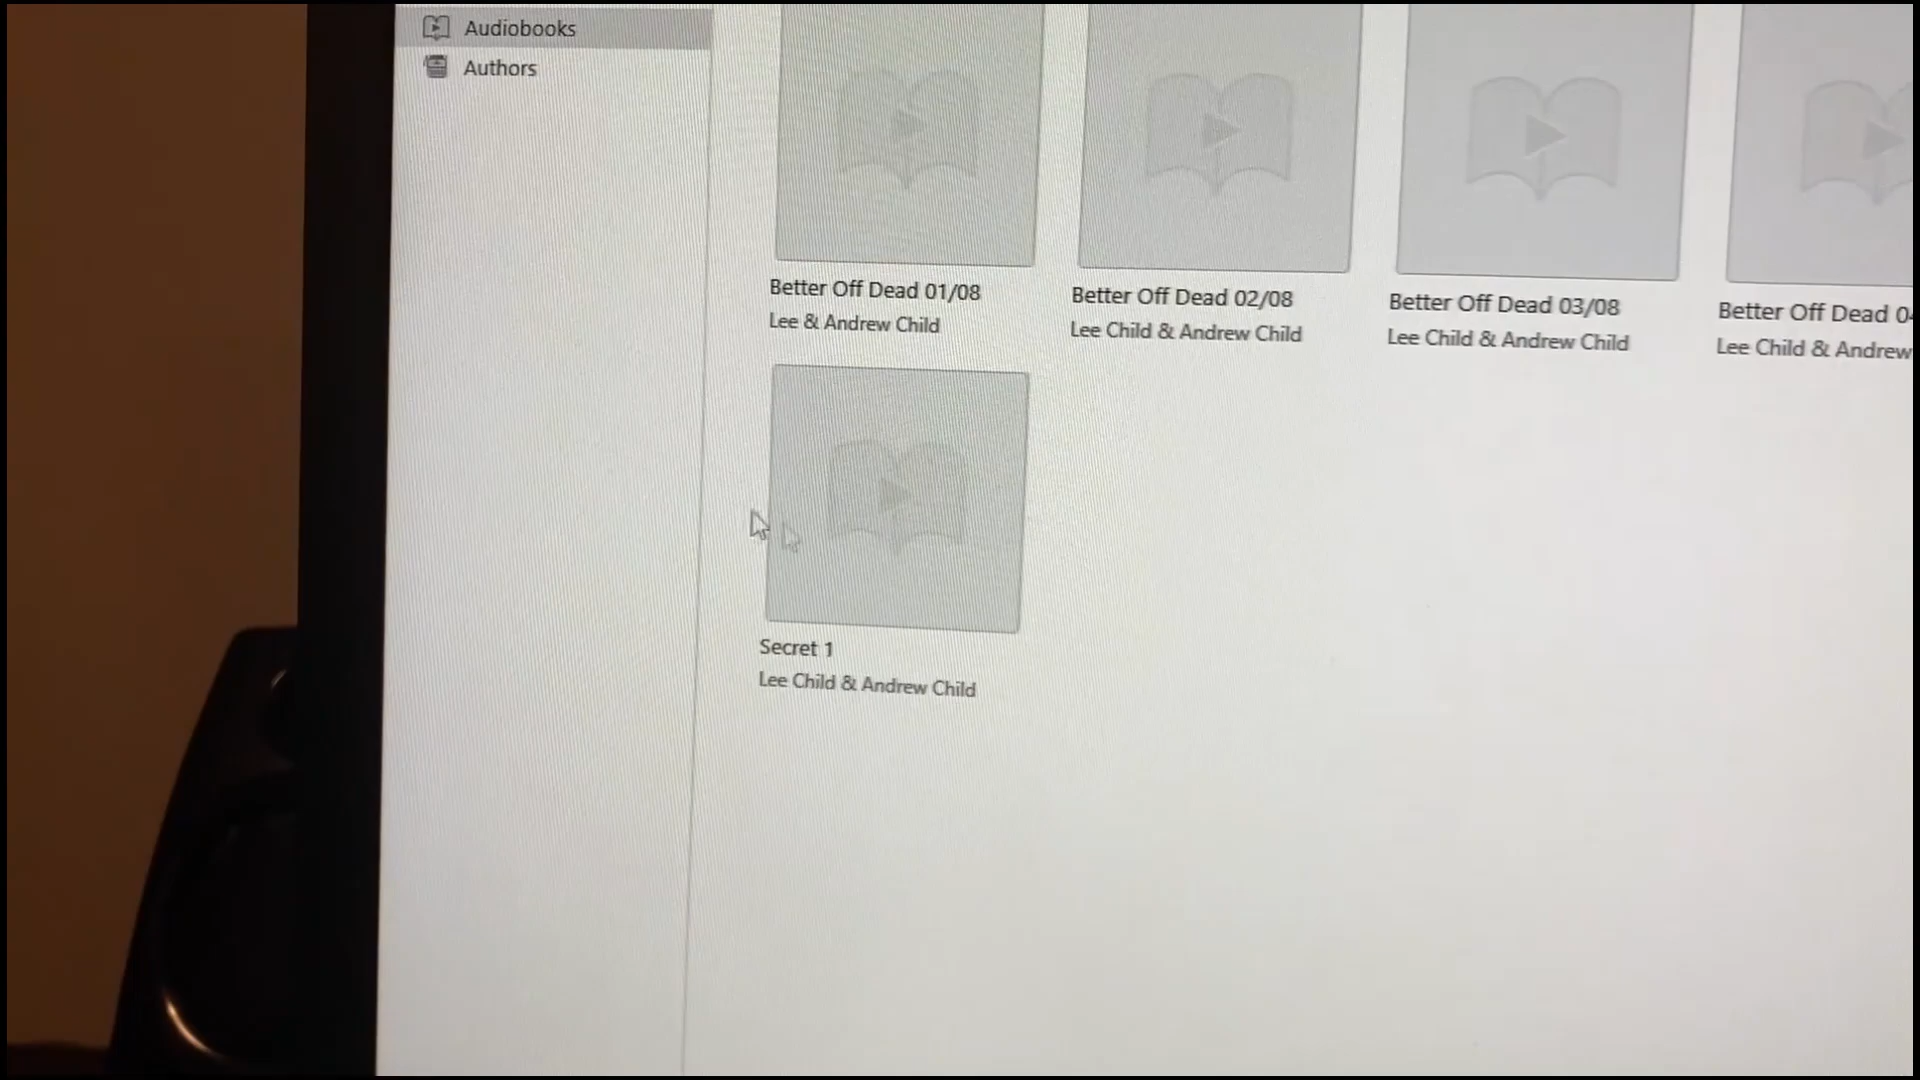 Audiobooks
Authors
Better Off Dead 01/08
Lee & Andrew Child
Better Off Dead 02/08
Lee Child & Andrew Child
Better Off Dead 03/08
Lee Child & Andrew Child
Better Off Dead 0
Lee Child & Andrew
Secret 1
Lee Child & Andrew Child